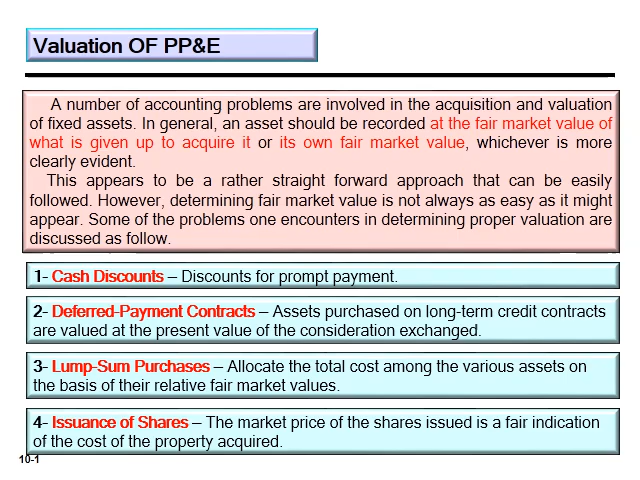 Valuation OF PP&E
A number of accounting problems are involved in the acquisition and valuation
of fixed assets. In general, an asset should be recorded at the fair market value of
what is given up to acquire it or its own fair market value, whichever is more
clearly evident.
This appears to be a rather straight forward approach that can be easily
followed. However, determining fair market value is not always as easy as it might
appear. Some of the problems one encounters in determining proper valuation are
discussed as follow.
1- Cash Discounts – Discounts for prompt payment.
2- Deferred-Payment Contracts – Assets purchased on long-term credit contracts
are valued at the present value of the consideration exchanged.
3- Lump-Sum Purchases – Allocate the total cost among the various assets on
the basis of their relative fair market values.
4- Issuance of Shares – The market price of the shares issued is a fair indication
of the cost of the property acquired.
10-1